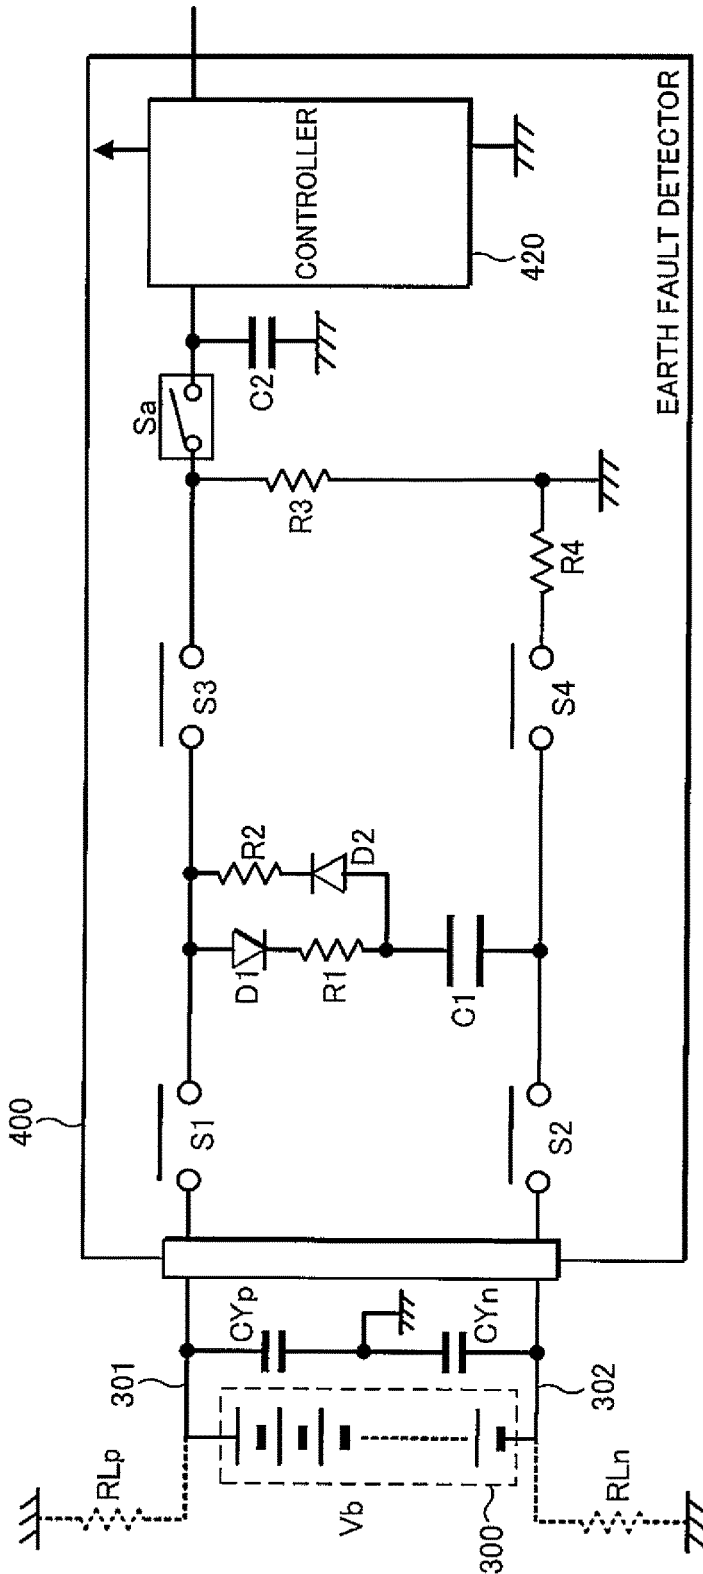 400
301
302
300
Vb
RLp
RLn
CYp
CYn
S1
S2
D1
R1
R2
D2
C1
S3
S4
R3
R4
Sa
C2
CONTROLLER
420
EARTH FAULT DETECTOR